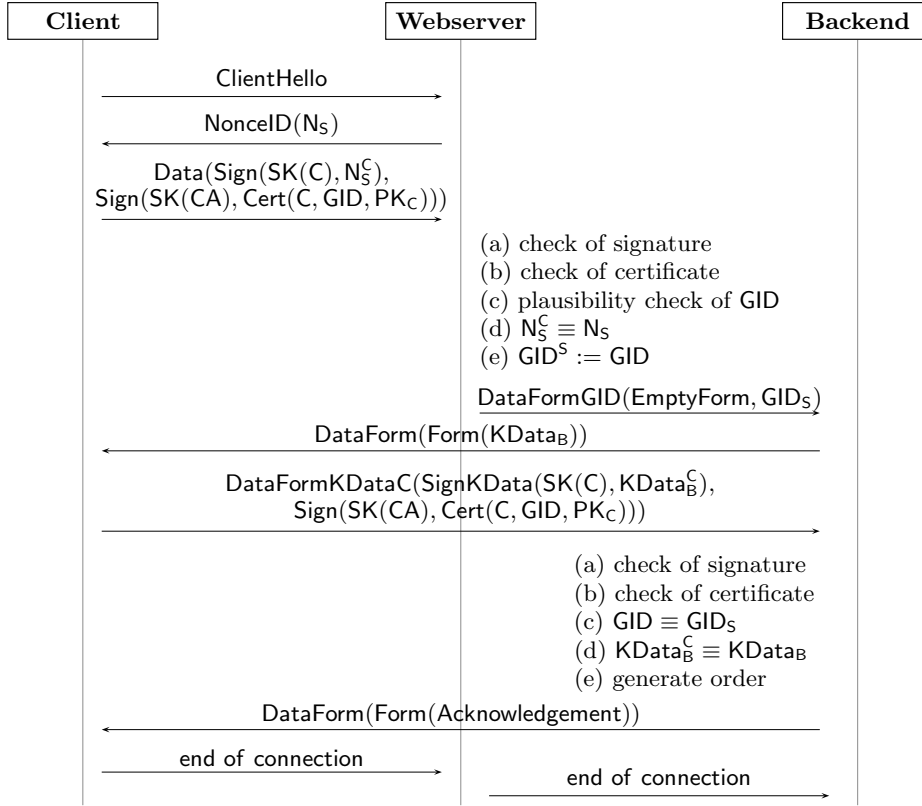 Client Webserver Backend
ClientHello
NonceID(N_S)
Data(Sign(SK(C), N_S^C),
Sign(SK(CA), Cert(C, GID, PK_C)))
(a) check of signature
(b) check of certificate
(c) plausibility check of GID
(d) N_S^C ≡ N_S
(e) GID^S := GID
DataFormGID(EmptyForm, GID_S)
DataForm(Form(KData_B))
DataFormKDataC(SignKData(SK(C), KData_B^C),
Sign(SK(CA), Cert(C, GID, PK_C)))
(a) check of signature
(b) check of certificate
(c) GID ≡ GID_S
(d) KData_B^C ≡ KData_B
(e) generate order
DataForm(Form(Acknowledgement))
end of connection
end of connection